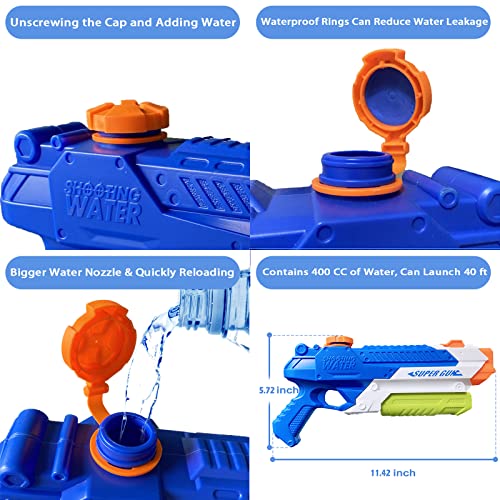 Unscrewing the Cap and Adding Water
Waterproof Rings Can Reduce Water Leakage
SHOOTING
WATER
Bigger Water Nozzle & Quickly Reloading
Contains 400 CC of Water, Can Launch 40 ft
5.72 inch
SHOOTING
WATER
SUPER GUN
11.42 inch